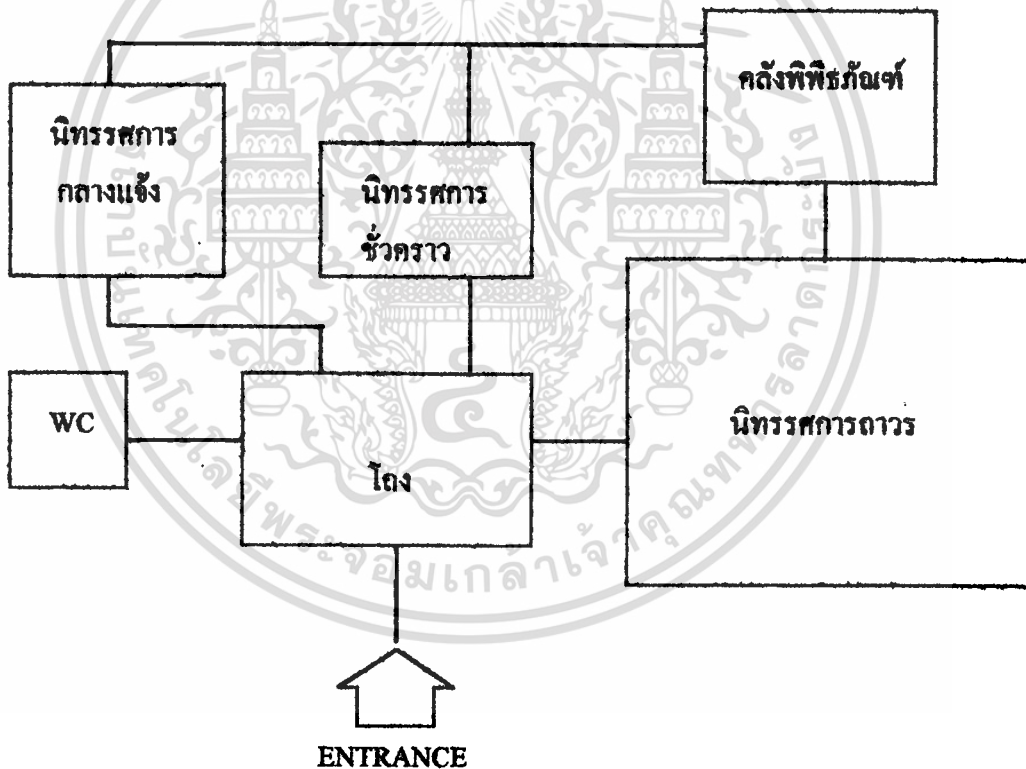 คลังพิพิธภัณฑ์
นิทรรศการ
กลางแจ้ง
นิทรรศการ
ชั่วคราว
WC
โถง
นิทรรศการถาวร
ENTRANCE